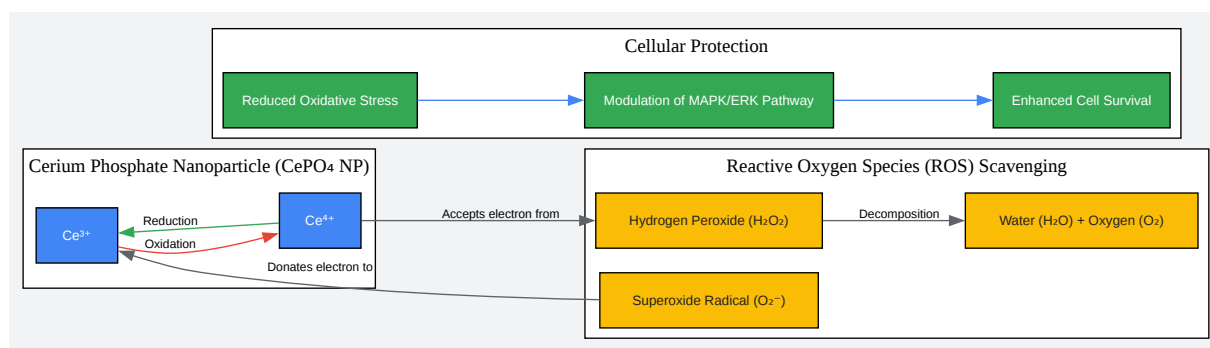 Cellular Protection
Reduced Oxidative Stress
Modulation of MAPK/ERK Pathway
Enhanced Cell Survival
Cerium Phosphate Nanoparticle (CePO₄ NP)
Reactive Oxygen Species (ROS) Scavenging
Ce³⁺
Reduction
Oxidation
Ce⁴⁺
Accepts electron from
Hydrogen Peroxide (H₂O₂)
Decomposition
Water (H₂O) + Oxygen (O₂)
Donates electron to
Superoxide Radical (O₂⁻)